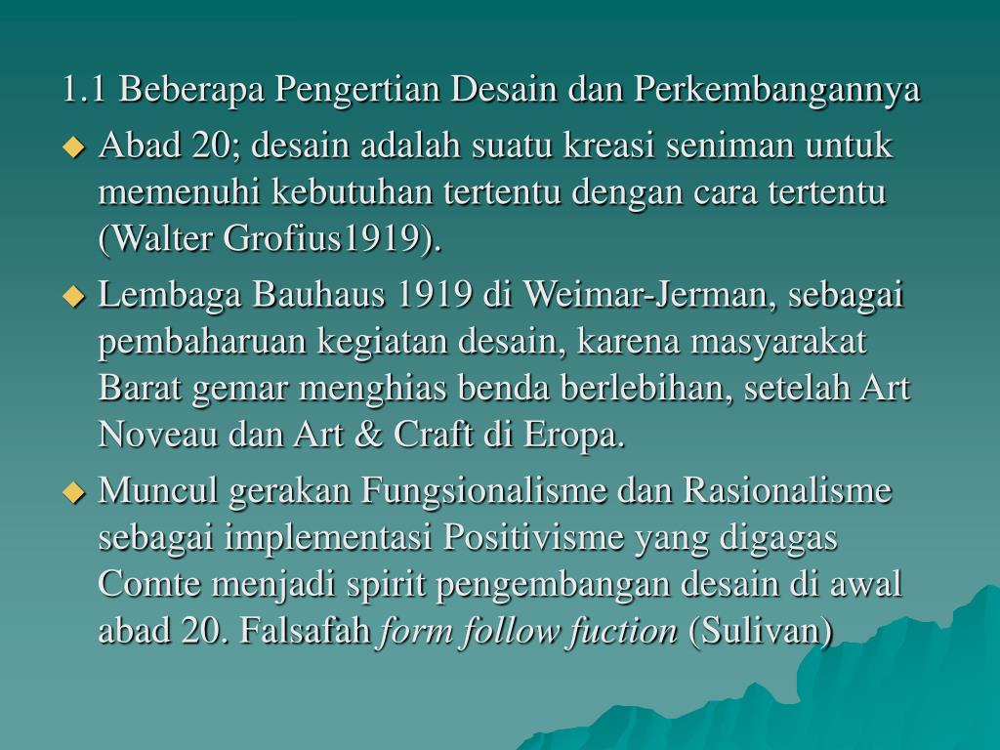 1.1 Beberapa Pengertian Desain dan Perkembangannya
Abad 20; desain adalah suatu kreasi seniman untuk
memenuhi kebutuhan tertentu dengan cara tertentu
(Walter Grofius1919).
Lembaga Bauhaus 1919 di Weimar-Jerman, sebagai
pembaharuan kegiatan desain, karena masyarakat
Barat gemar menghias benda berlebihan, setelah Art
Noveau dan Art & Craft di Eropa.
Muncul gerakan Fungsionalisme dan Rasionalisme
sebagai implementasi Positivisme yang digagas
Comte menjadi spirit pengembangan desain di awal
abad 20. Falsafah form follow fuction (Sulivan)